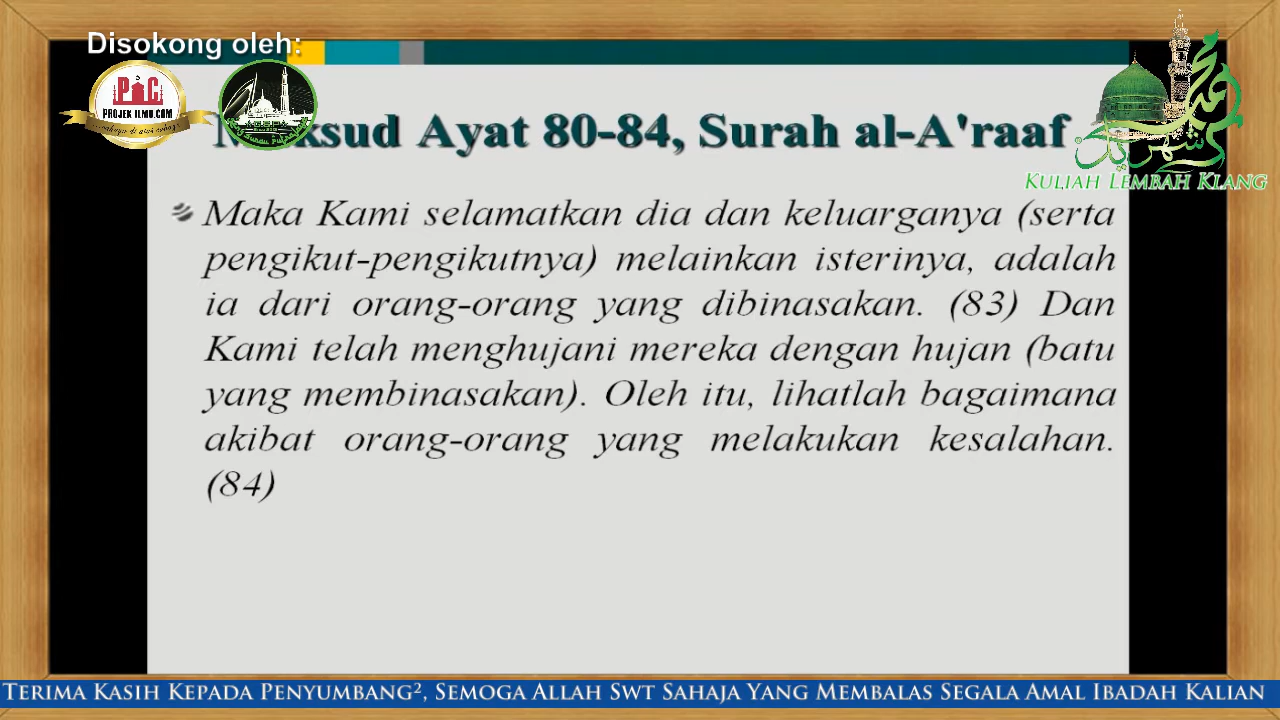 Disokong oleh:
PiC
PROJEK ILMU.COM
Maksud Ayat 80-84, Surah al-A'raaf
KULIAH LEMBAH KLANG
Maka Kami selamatkan dia dan keluarganya (serta
pengikut-pengikutnya) melainkan isterinya, adalah
ia dari orang-orang yang dibinasakan. (83) Dan
Kami telah menghujani mereka dengan hujan (batu
yang membinasakan). Oleh itu, lihatlah bagaimana
akibat orang-orang yang melakukan kesalahan.
(84)
TERIMA KASIH KEPADA PENYUMBANG², SEMOGA ALLAH SWT SAHAJA YANG MEMBALAS SEGALA AMAL IBADAH KALIAN